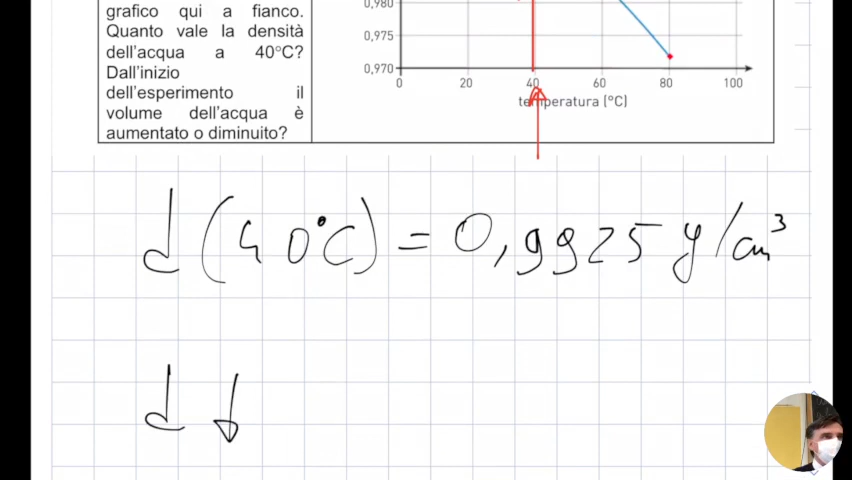 grafico qui a fianco.
Quanto vale la densità
dell'acqua a 40°C?
Dall'inizio
dell'esperimento il
volume dell'acqua è
aumentato o diminuito?
0,980
0,975
0,970
0 20 40 60 80 100
temperatura (°C)
d (40°C) = 0,9925 g/cm³
d ↓